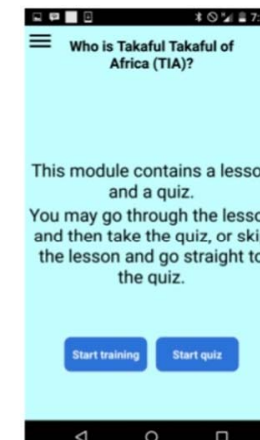 7:
Who is Takaful Takaful of
Africa (TIA)?
This module contains a lesso
and a quiz.
You may go through the lesso
and then take the quiz, or ski
the lesson and go straight to
the quiz.
Start training
Start quiz